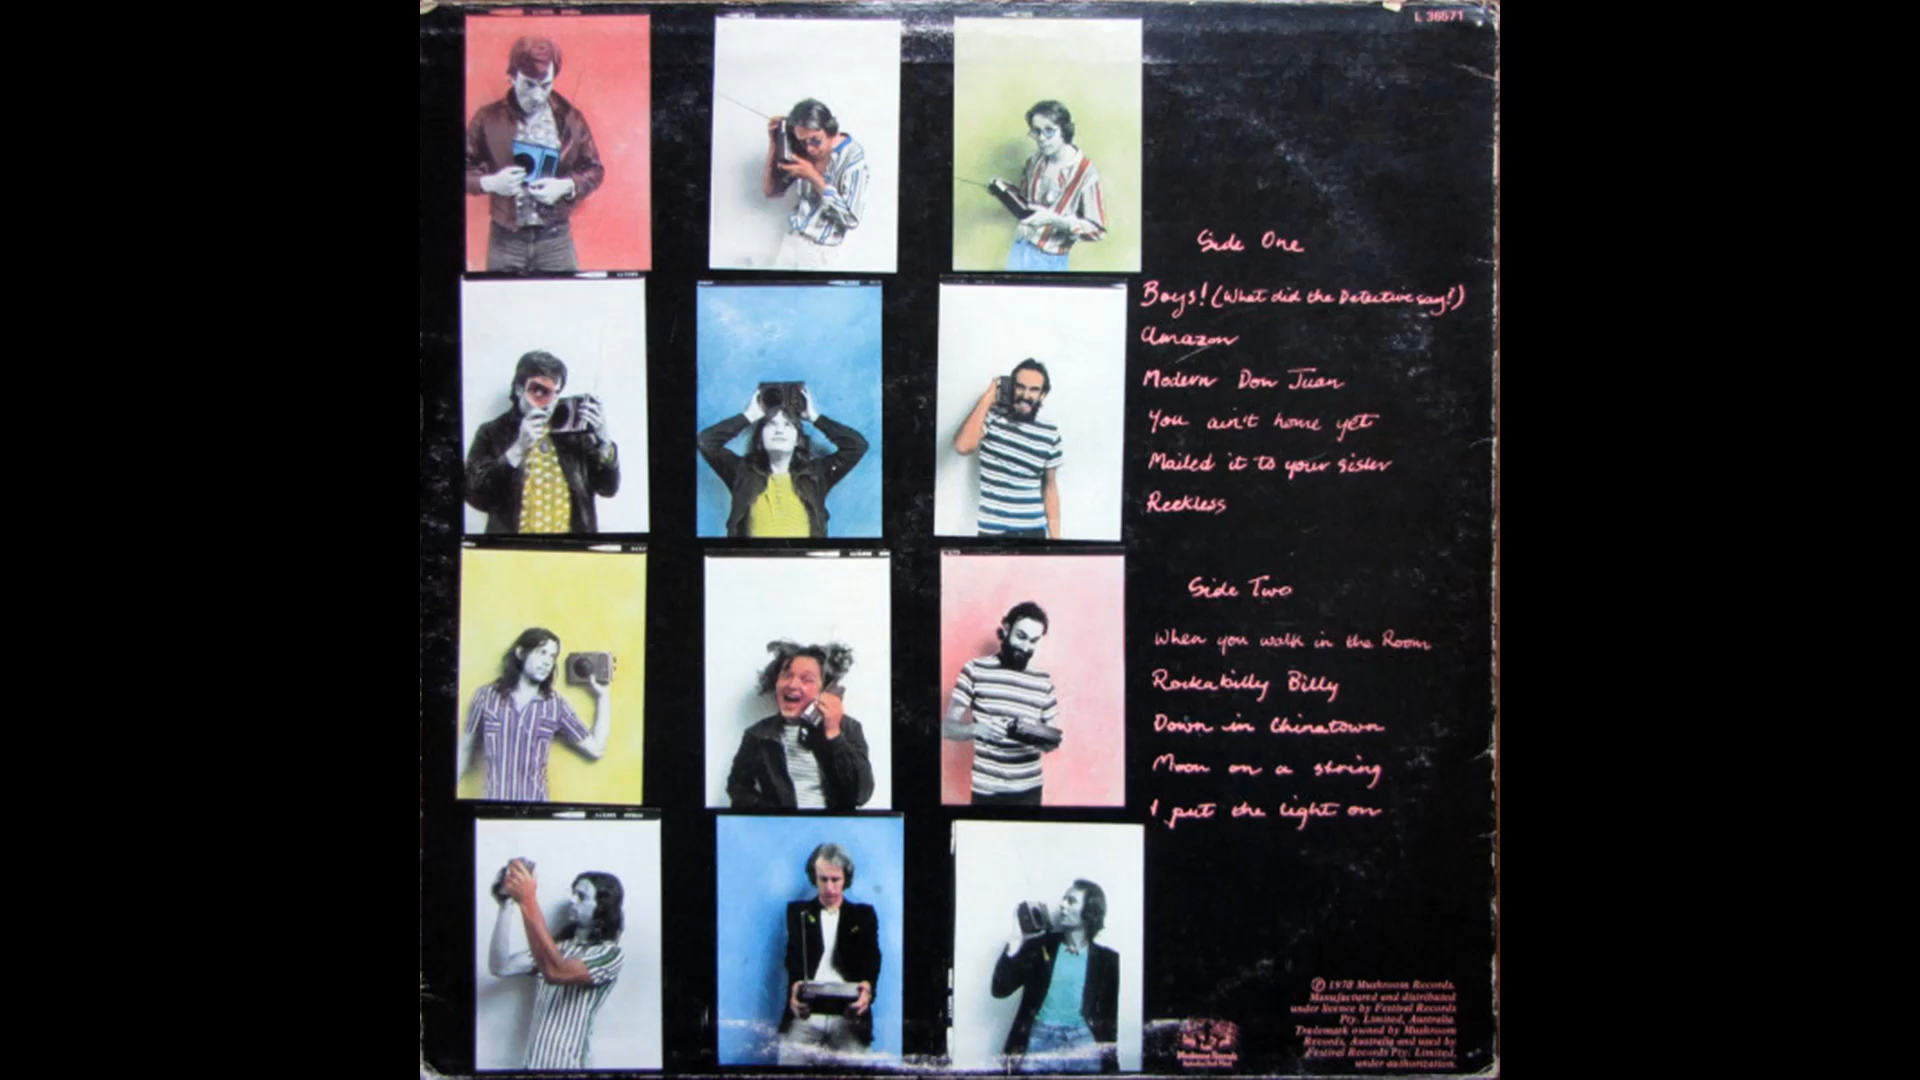 L 36571
Side One
Boys! (What did the Detective say?)
Amazon
Modern Don Juan
You ain't home yet
Mailed it to your sister
Reckless
Side Two
When you walk in the Room
Rockabilly Billy
Down in Chinatown
Moon on a string
I put the light on
℗ 1978 Mushroom Records.
Manufactured and distributed
under licence by Festival Records
Pty. Limited, Australia.
Trademark owned by Mushroom
Records, Australia and used by
Festival Records Pty. Limited,
under authorization.
Mushroom Records